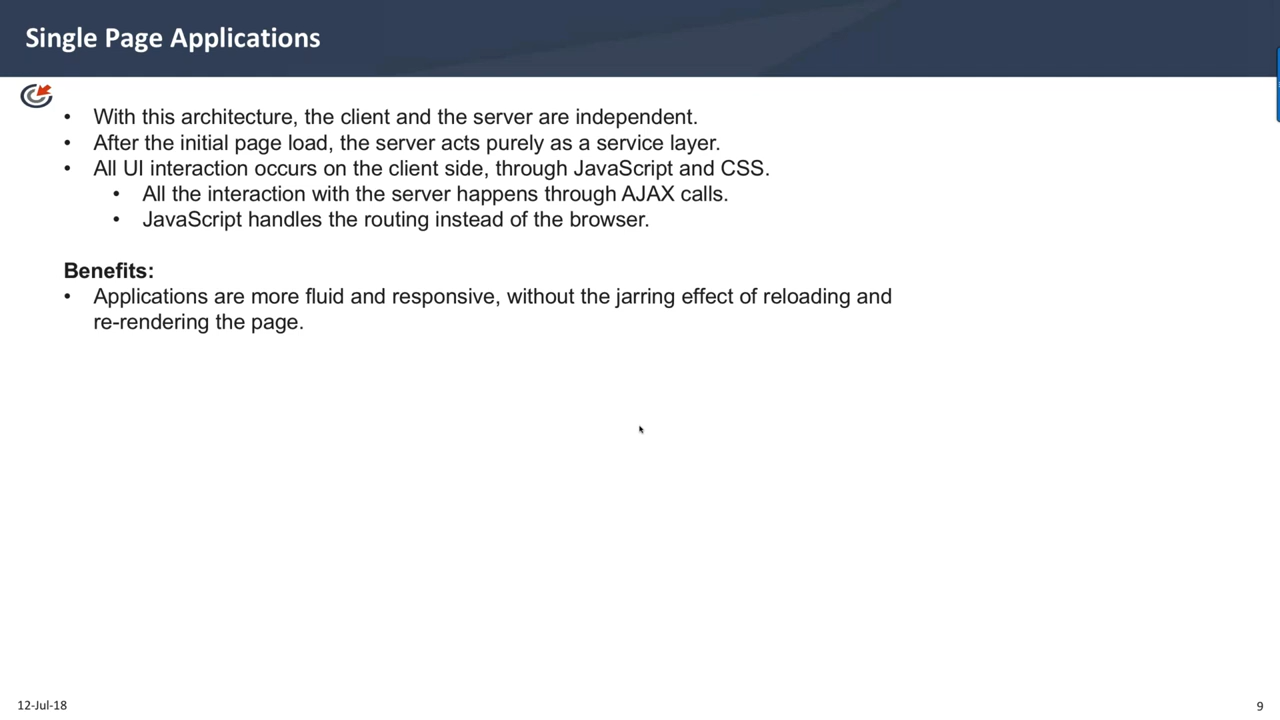 Single Page Applications
• With this architecture, the client and the server are independent.
• After the initial page load, the server acts purely as a service layer.
• All UI interaction occurs on the client side, through JavaScript and CSS.
• All the interaction with the server happens through AJAX calls.
• JavaScript handles the routing instead of the browser.
Benefits:
• Applications are more fluid and responsive, without the jarring effect of reloading and
re-rendering the page.
12-Jul-18
9